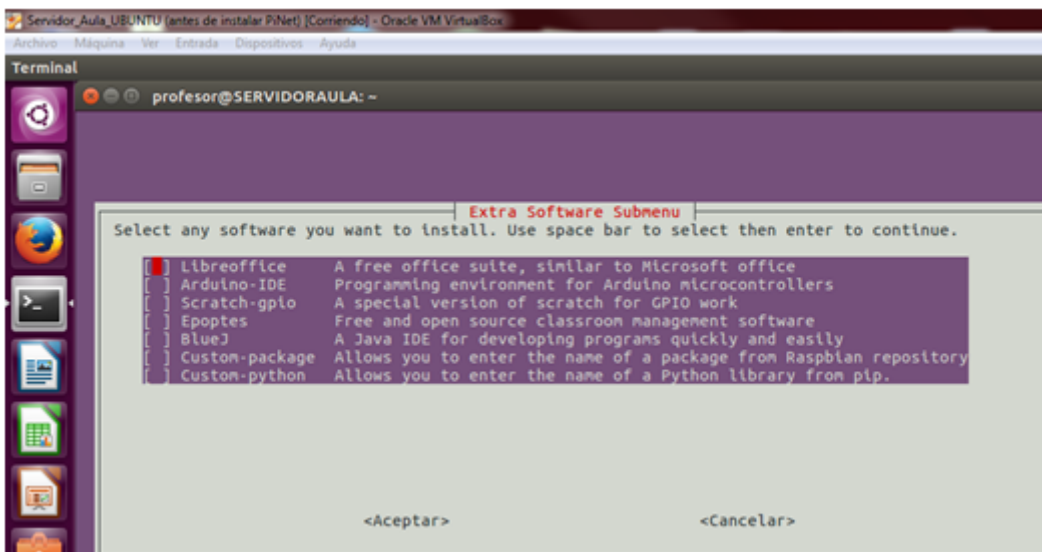 Servidor_Aula_UBUNTU (antes de instalar PiNet) [Corriendo] - Oracle VM VirtualBox
Archivo Máquina Ver Entrada Dispositivos Ayuda
Terminal
profesor@SERVIDORAULA: ~
Extra Software Submenu
Select any software you want to install. Use space bar to select then enter to continue.
[ ] Libreoffice A free office suite, similar to Microsoft office
[ ] Arduino-IDE Programming environment for Arduino microcontrollers
[ ] Scratch-gpio A special version of scratch for GPIO work
[ ] Epoptes Free and open source classroom management software
[ ] BlueJ A Java IDE for developing programs quickly and easily
[ ] Custom-package Allows you to enter the name of a package from Raspbian repository
[ ] Custom-python Allows you to enter the name of a Python library from pip.
<Aceptar> <Cancelar>